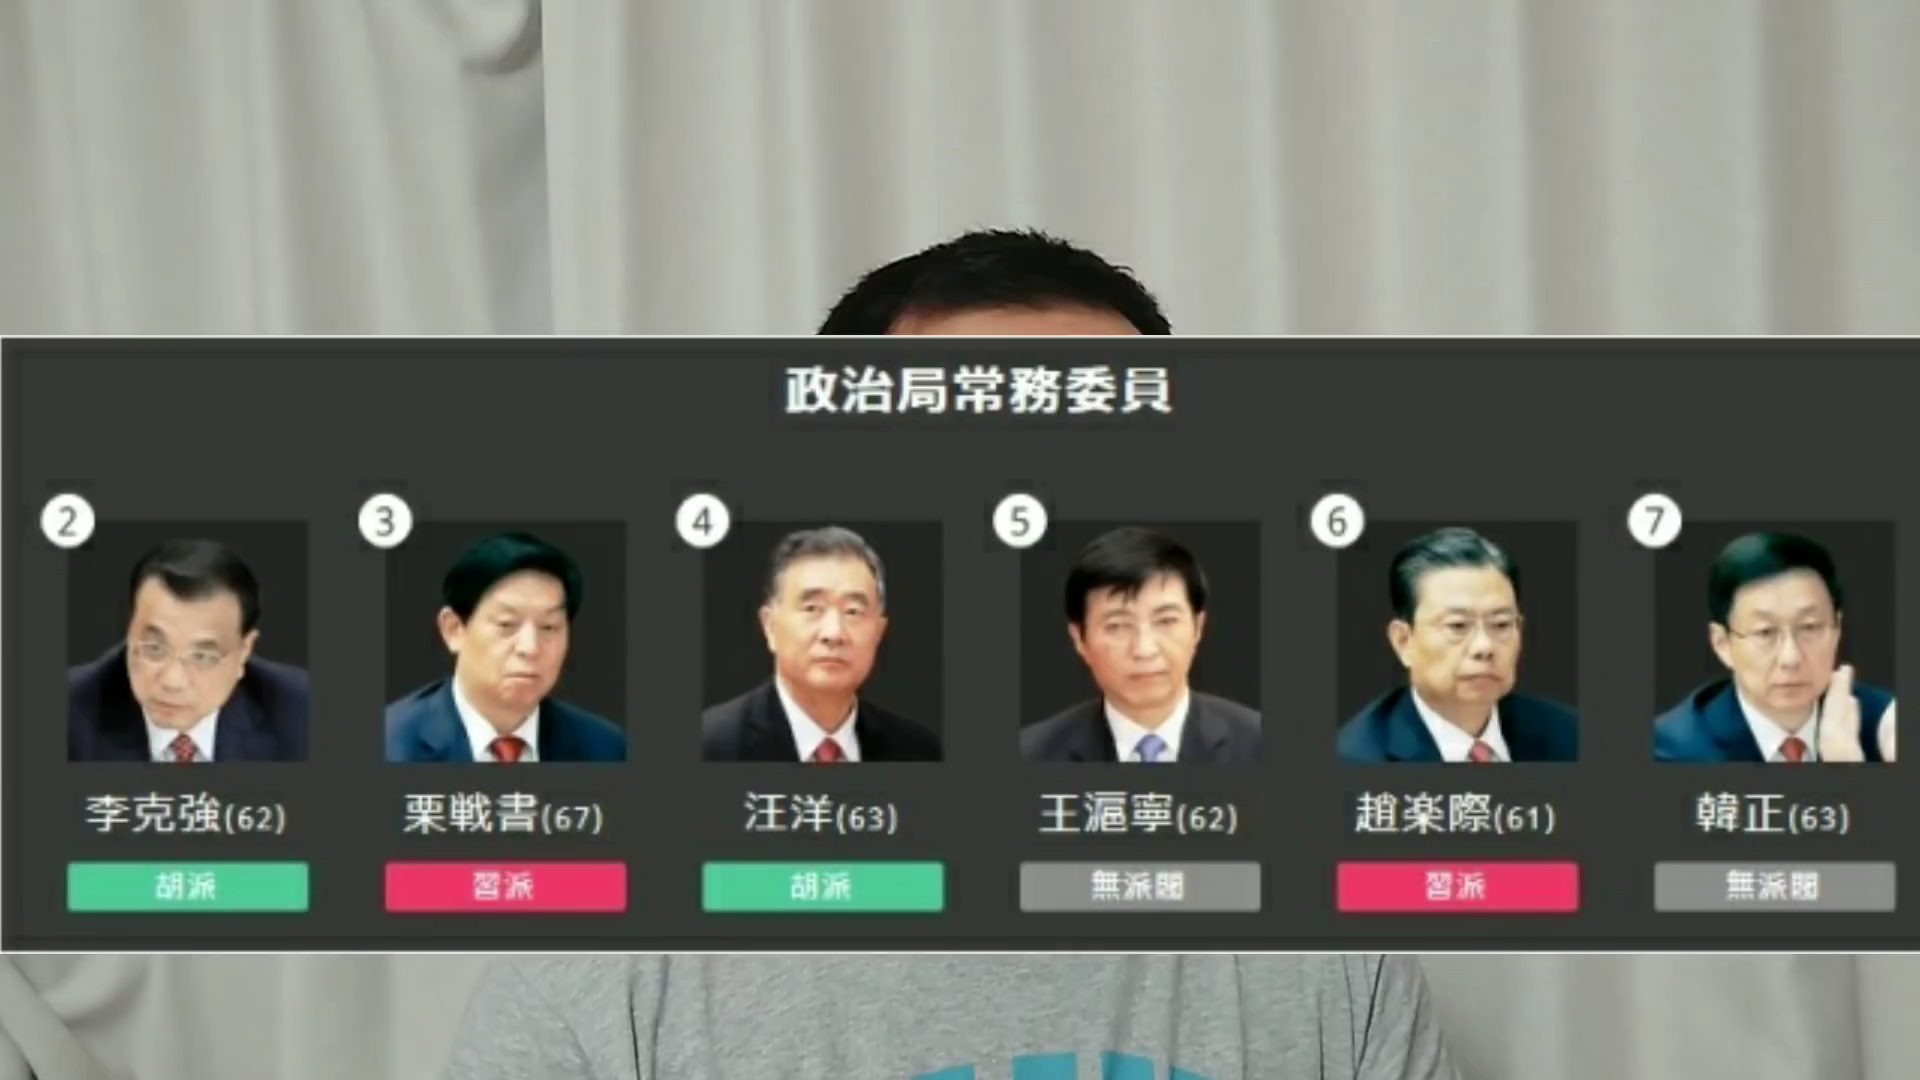 政治局常務委員
2 3 4 5 6 7
李克強(62) 栗戦書(67) 汪洋(63) 王滬寧(62) 趙楽際(61) 韓正(63)
胡派 習派 胡派 無派閥 習派 無派閥